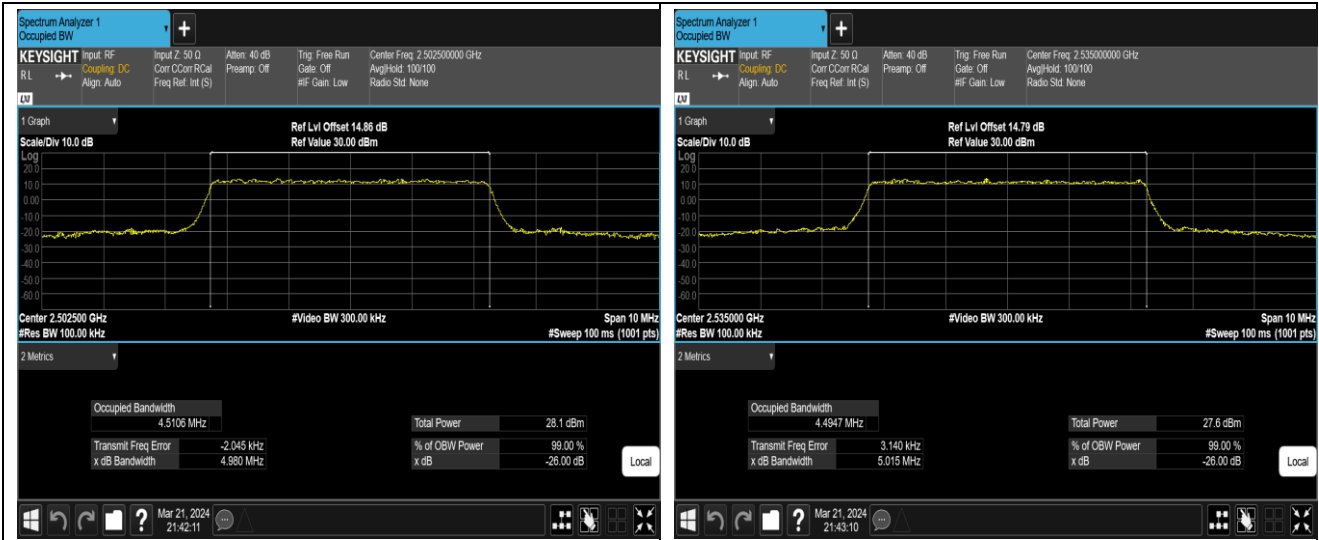 Spectrum Analyzer 1
Occupied BW
+
KEYSIGHT Input: RF Input Z: 50 Ω Atten: 40 dB Trig: Free Run Center Freq: 2.502500000 GHz
RL Coupling: DC Corr CCorr RCal Preamp: Off Gate: Off Avg|Hold: 100/100
Align: Auto Freq Ref: Int (S) #IF Gain: Low Radio Std: None
LXI
1 Graph
Ref Lvl Offset 14.86 dB
Scale/Div 10.0 dB Ref Value 30.00 dBm
Log
20.0
10.0
0.00
-10.0
-20.0
-30.0
-40.0
-50.0
-60.0
Center 2.502500 GHz #Video BW 300.00 kHz Span 10 MHz
#Res BW 100.00 kHz #Sweep 100 ms (1001 pts)
2 Metrics
Occupied Bandwidth
4.5106 MHz Total Power 28.1 dBm
Transmit Freq Error -2.045 kHz % of OBW Power 99.00 %
x dB Bandwidth 4.980 MHz x dB -26.00 dB
Local
? Mar 21, 2024
21:42:11
Spectrum Analyzer 1
Occupied BW
+
KEYSIGHT Input: RF Input Z: 50 Ω Atten: 40 dB Trig: Free Run Center Freq: 2.535000000 GHz
RL Coupling: DC Corr CCorr RCal Preamp: Off Gate: Off Avg|Hold: 100/100
Align: Auto Freq Ref: Int (S) #IF Gain: Low Radio Std: None
LXI
1 Graph
Ref Lvl Offset 14.79 dB
Scale/Div 10.0 dB Ref Value 30.00 dBm
Log
20.0
10.0
0.00
-10.0
-20.0
-30.0
-40.0
-50.0
-60.0
Center 2.535000 GHz #Video BW 300.00 kHz Span 10 MHz
#Res BW 100.00 kHz #Sweep 100 ms (1001 pts)
2 Metrics
Occupied Bandwidth
4.4947 MHz Total Power 27.6 dBm
Transmit Freq Error 3.140 kHz % of OBW Power 99.00 %
x dB Bandwidth 5.015 MHz x dB -26.00 dB
Local
? Mar 21, 2024
21:43:10